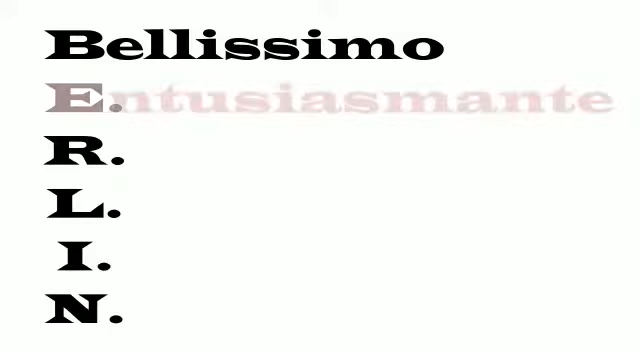 Bellissimo
Entusiasmante
R.
L.
I.
N.